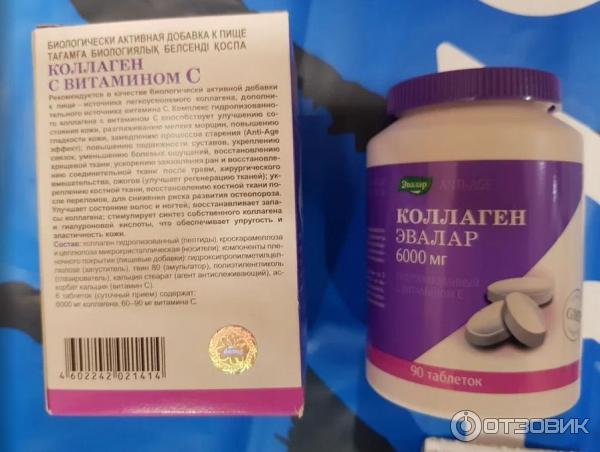 БИОЛОГИЧЕСКИ АКТИВНАЯ ДОБАВКА К ПИЩЕ
ТАҒАМҒА БИОЛОГИЯЛЫҚ БЕЛСЕНДІ ҚОСПА
КОЛЛАГЕН
С ВИТАМИНОМ С
Рекомендуется в качестве биологически активной добавки
к пище – источника легкоусвояемого коллагена, дополни-
тельного источника витамина С. Комплекс гидролизованно-
го коллагена с витамином С способствует улучшению со-
стояния кожи, разглаживанию мелких морщин, повышению
гладкости кожи, замедлению процессов старения (Anti-Age
эффект); повышению подвижности суставов, укреплению
связок, уменьшению болевых ощущений, восстановлению
хрящевой ткани; ускорению заживления ран и восстановле-
нию соединительной ткани после травм, хирургического
вмешательства, ожогов (улучшает регенерацию тканей); ук-
реплению костной ткани, восстановлению костной ткани по-
сле переломов, для снижения риска развития остеопороза.
Улучшает состояние волос и ногтей, восстанавливает запа-
сы коллагена; стимулирует синтез собственного коллагена
и гиалуроновой кислоты, что обеспечивает упругость и
эластичность кожи.
Состав: коллаген гидролизованный (пептиды), кроскарамеллоза
и целлюлоза микрокристаллическая (носители); компоненты пле-
ночного покрытия (пищевые добавки): гидроксипропилметилцел-
люлоза (загуститель), твин 80 (эмульгатор), полиэтиленгликоль
(глазирователь); кальция стеарат (агент антислеживающий), ас-
корбат кальция (витамин С).
6 таблеток (суточный прием) содержат:
6000 мг коллагена, 60–90 мг витамина С.
4 602242 021414
Эвалар
ANTI-AGE
КОЛЛАГЕН
ЭВАЛАР
6000 мг
гидролизованный
с витамином С
GMP
90 таблеток
ОТЗОВИК